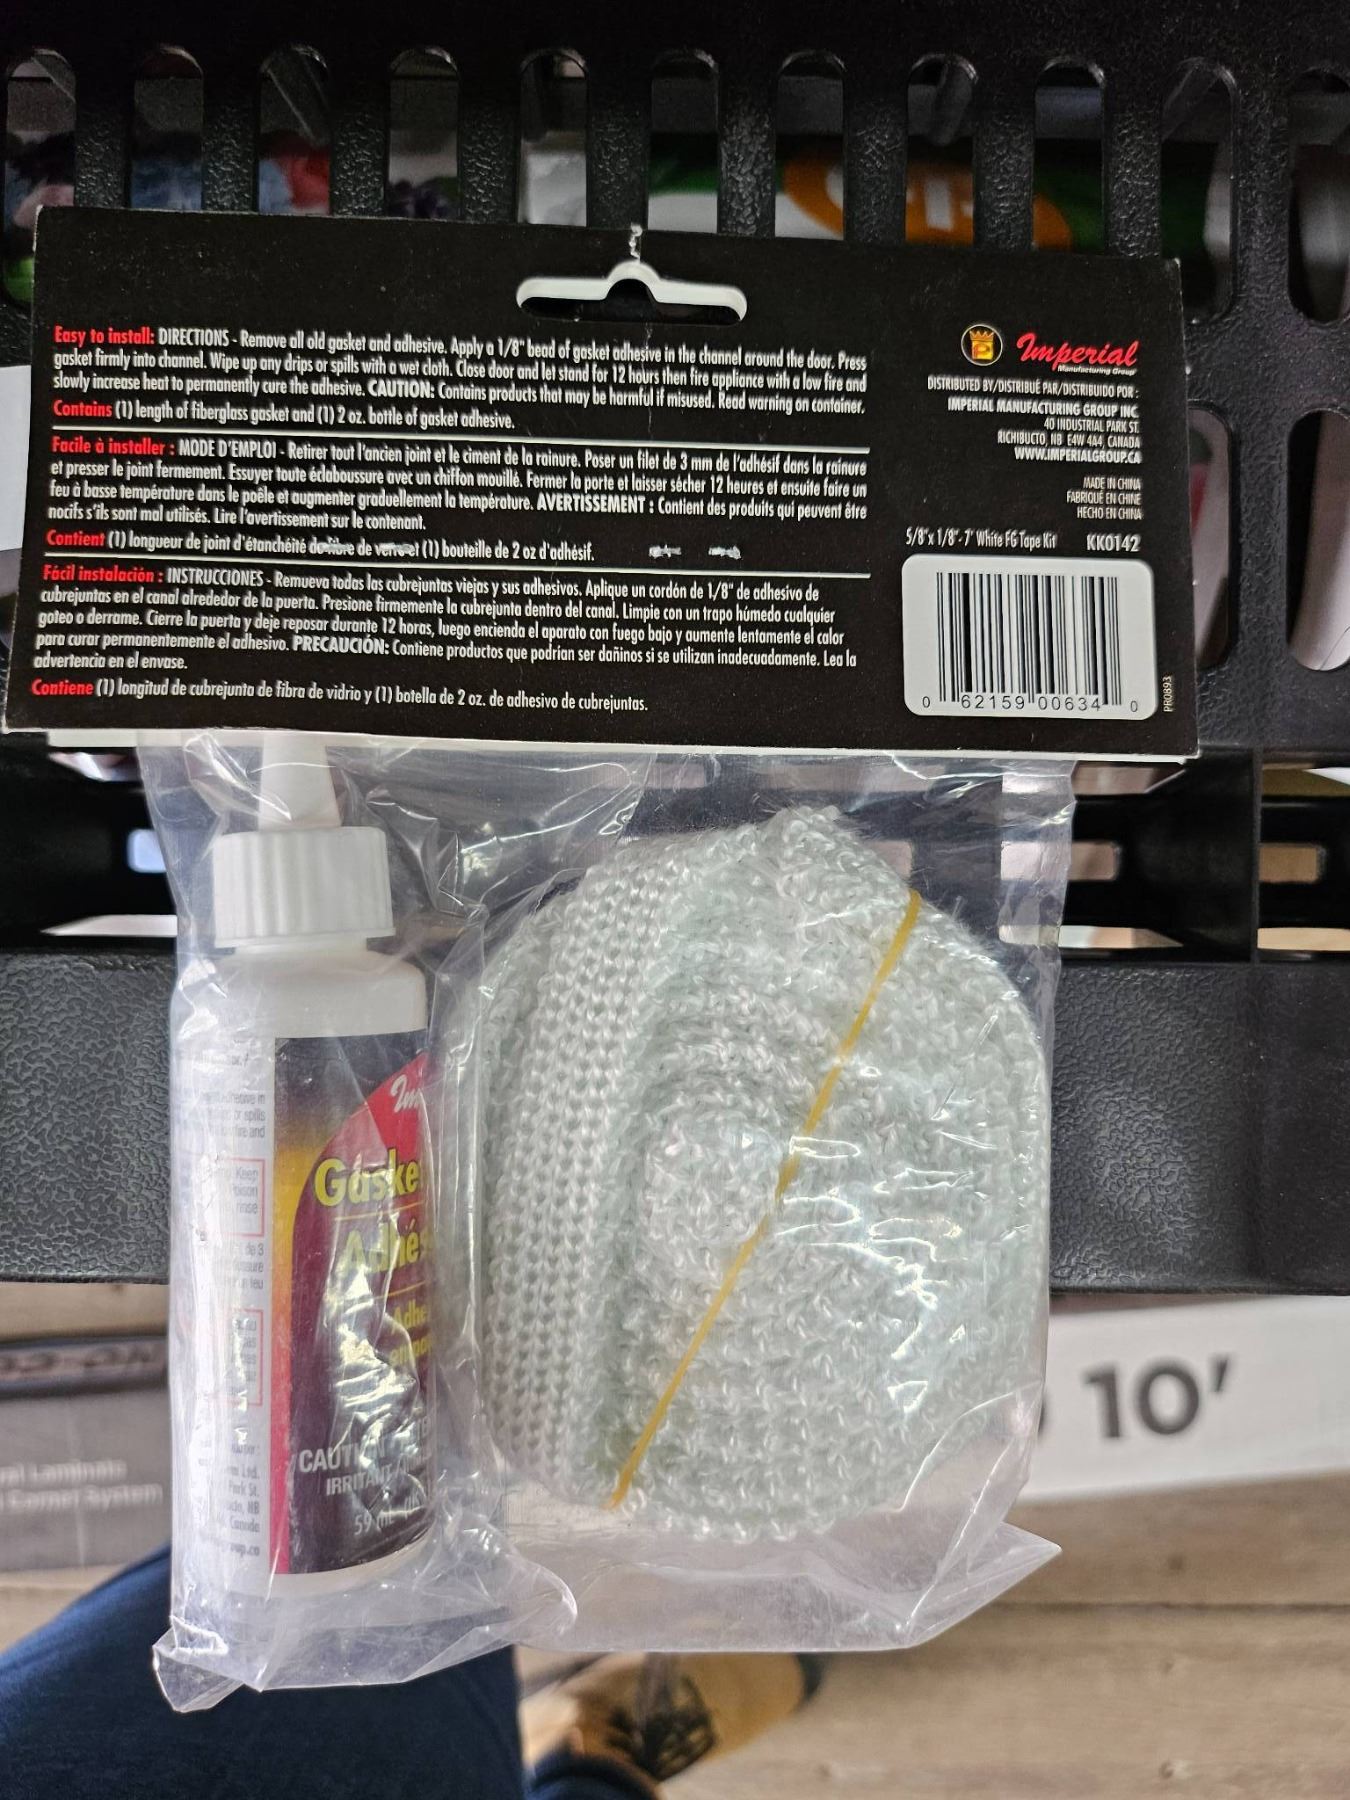 Easy to install: DIRECTIONS - Remove all old gasket and adhesive. Apply a 1/8" bead of gasket adhesive in the channel around the door. Press
gasket firmly into channel. Wipe up any drips or spills with a wet cloth. Close door and let stand for 12 hours then fire appliance with a low fire and
slowly increase heat to permanently cure the adhesive. CAUTION: Contains products that may be harmful if misused. Read warning on container.
Contains (1) length of fiberglass gasket and (1) 2 oz. bottle of gasket adhesive.
Facile à installer : MODE D'EMPLOI - Retirer tout l'ancien joint et le ciment de la rainure. Poser un filet de 3 mm de l'adhésif dans la rainure
et presser le joint fermement. Essuyer toute éclaboussure avec un chiffon mouillé. Fermer la porte et laisser sécher 12 heures et ensuite faire un
feu à basse température dans le poêle et augmenter graduellement la température. AVERTISSEMENT : Contient des produits qui peuvent être
nocifs s'ils sont mal utilisés. Lire l'avertissement sur le contenant.
Contient (1) longueur de joint d'étanchéité de fibre de verre et (1) bouteille de 2 oz d'adhésif.
Fácil instalación : INSTRUCCIONES - Remueva todas las cubrejuntas viejas y sus adhesivos. Aplique un cordón de 1/8" de adhesivo de
cubrejuntas en el canal alrededor de la puerta. Presione firmemente la cubrejunta dentro del canal. Limpie con un trapo húmedo cualquier
goteo o derrame. Cierre la puerta y deje reposar durante 12 horas, luego encienda el aparato con fuego bajo y aumente lentamente el calor
para curar permanentemente el adhesivo. PRECAUCIÓN: Contiene productos que podrían ser dañinos si se utilizan inadecuadamente. Lea la
advertencia en el envase.
Contiene (1) longitud de cubrejunta de fibra de vidrio y (1) botella de 2 oz. de adhesivo de cubrejuntas.
Imperial
Manufacturing Group
DISTRIBUTED BY/DISTRIBUÉ PAR/DISTRIBUIDO POR :
IMPERIAL MANUFACTURING GROUP INC.
40 INDUSTRIAL PARK ST.
RICHIBUCTO, NB E4W 4A4, CANADA
WWW.IMPERIALGROUP.CA
MADE IN CHINA
FABRIQUÉ EN CHINE
HECHO EN CHINA
5/8"x 1/8"- 7' White FG Tape Kit KK0142
0 62159 00634 0
PR0893
Gaske
Adhés
Adhe
CAUT
IRRITANT
59 mL
Keep
rinse
Ltd.
Park St.
NB
Canada
10'